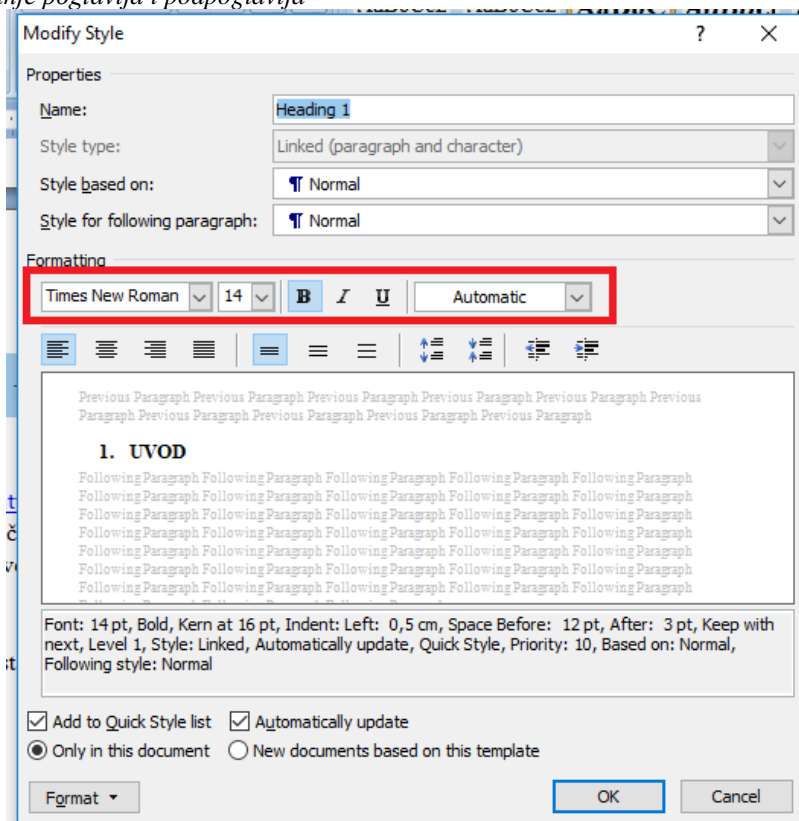 poglavlja i podpoglavlja
Modify Style ? ×
Properties
Name: Heading 1
Style type: Linked (paragraph and character)
Style based on: ¶ Normal
Style for following paragraph: ¶ Normal
Formatting
Times New Roman 14 B I U Automatic
Previous Paragraph Previous Paragraph Previous Paragraph Previous Paragraph Previous Paragraph Previous
Paragraph Previous Paragraph Previous Paragraph Previous Paragraph Previous Paragraph
1. UVOD
Following Paragraph Following Paragraph Following Paragraph Following Paragraph Following Paragraph
Following Paragraph Following Paragraph Following Paragraph Following Paragraph Following Paragraph
Following Paragraph Following Paragraph Following Paragraph Following Paragraph Following Paragraph
Following Paragraph Following Paragraph Following Paragraph Following Paragraph Following Paragraph
Following Paragraph Following Paragraph Following Paragraph Following Paragraph Following Paragraph
Following Paragraph Following Paragraph Following Paragraph Following Paragraph Following Paragraph
Following Paragraph Following Paragraph Following Paragraph Following Paragraph Following Paragraph
Font: 14 pt, Bold, Kern at 16 pt, Indent: Left: 0,5 cm, Space Before: 12 pt, After: 3 pt, Keep with
next, Level 1, Style: Linked, Automatically update, Quick Style, Priority: 10, Based on: Normal,
Following style: Normal
Add to Quick Style list Automatically update
Only in this document New documents based on this template
Format OK Cancel